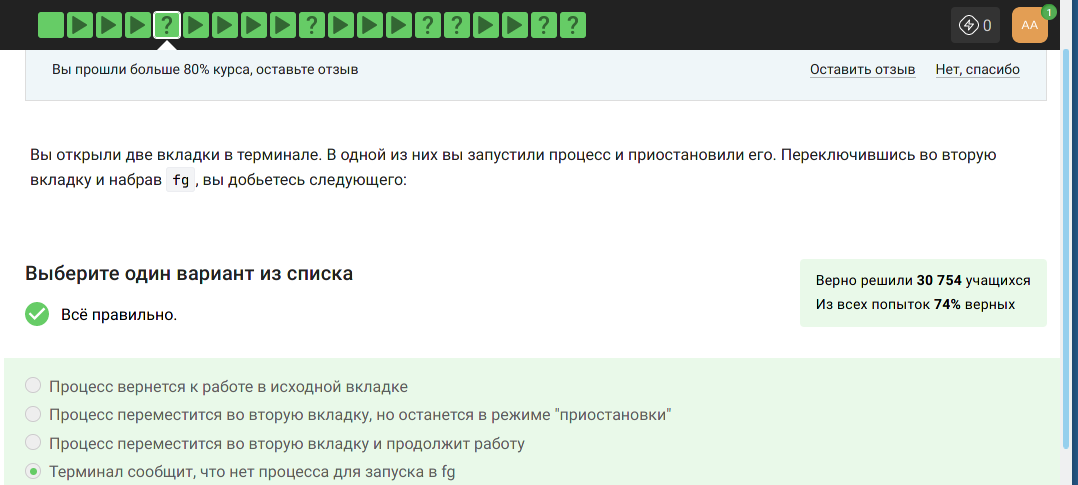 ? ? ? ? ? ?
0
AA
1
Вы прошли больше 80% курса, оставьте отзыв
Оставить отзыв
Нет, спасибо
Вы открыли две вкладки в терминале. В одной из них вы запустили процесс и приостановили его. Переключившись во вторую
вкладку и набрав fg , вы добьетесь следующего:
Выберите один вариант из списка
Верно решили 30 754 учащихся
Из всех попыток 74% верных
Всё правильно.
Процесс вернется к работе в исходной вкладке
Процесс переместится во вторую вкладку, но останется в режиме "приостановки"
Процесс переместится во вторую вкладку и продолжит работу
Терминал сообщит, что нет процесса для запуска в fg